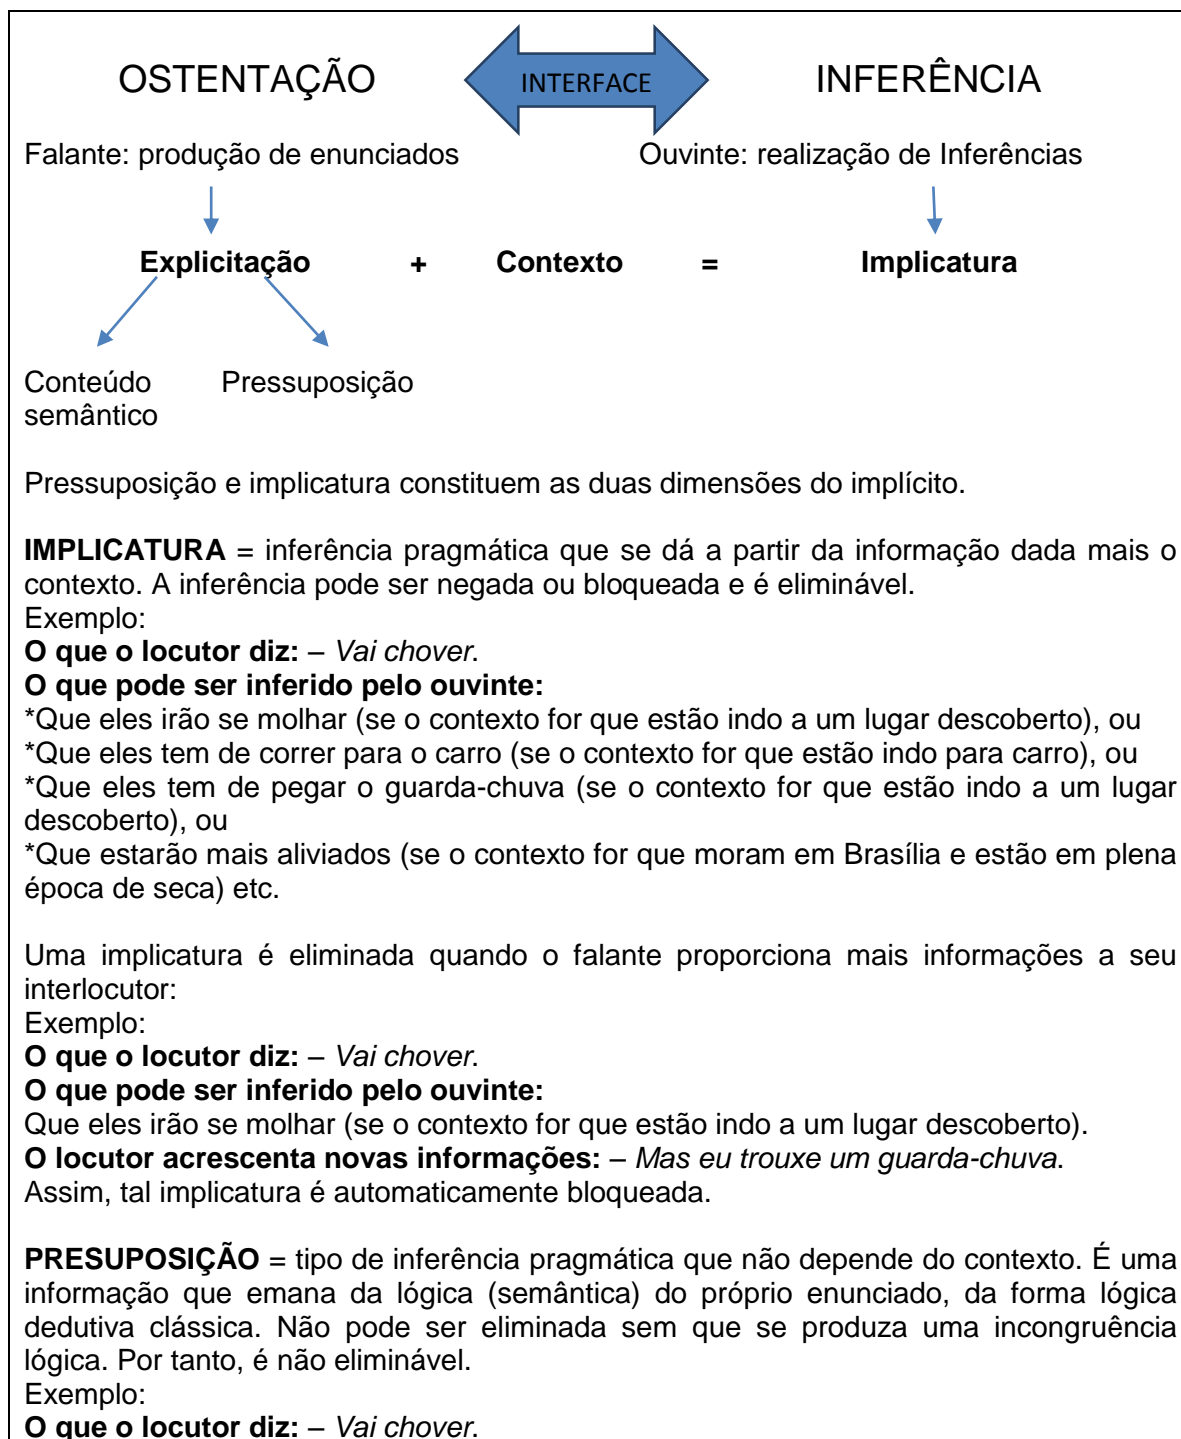 OSTENTAÇÃO INTERFACE INFERÊNCIA
Falante: produção de enunciados Ouvinte: realização de Inferências
Explicitação + Contexto = Implicatura
Conteúdo Pressuposição
semântico
Pressuposição e implicatura constituem as duas dimensões do implícito.
IMPLICATURA = inferência pragmática que se dá a partir da informação dada mais o
contexto. A inferência pode ser negada ou bloqueada e é eliminável.
Exemplo:
O que o locutor diz: – Vai chover.
O que pode ser inferido pelo ouvinte:
*Que eles irão se molhar (se o contexto for que estão indo a um lugar descoberto), ou
*Que eles tem de correr para o carro (se o contexto for que estão indo para carro), ou
*Que eles tem de pegar o guarda-chuva (se o contexto for que estão indo a um lugar
descoberto), ou
*Que estarão mais aliviados (se o contexto for que moram em Brasília e estão em plena
época de seca) etc.
Uma implicatura é eliminada quando o falante proporciona mais informações a seu
interlocutor:
Exemplo:
O que o locutor diz: – Vai chover.
O que pode ser inferido pelo ouvinte:
Que eles irão se molhar (se o contexto for que estão indo a um lugar descoberto).
O locutor acrescenta novas informações: – Mas eu trouxe um guarda-chuva.
Assim, tal implicatura é automaticamente bloqueada.
PRESUPOSIÇÃO = tipo de inferência pragmática que não depende do contexto. É uma
informação que emana da lógica (semântica) do próprio enunciado, da forma lógica
dedutiva clássica. Não pode ser eliminada sem que se produza uma incongruência
lógica. Por tanto, é não eliminável.
Exemplo:
O que o locutor diz: – Vai chover.